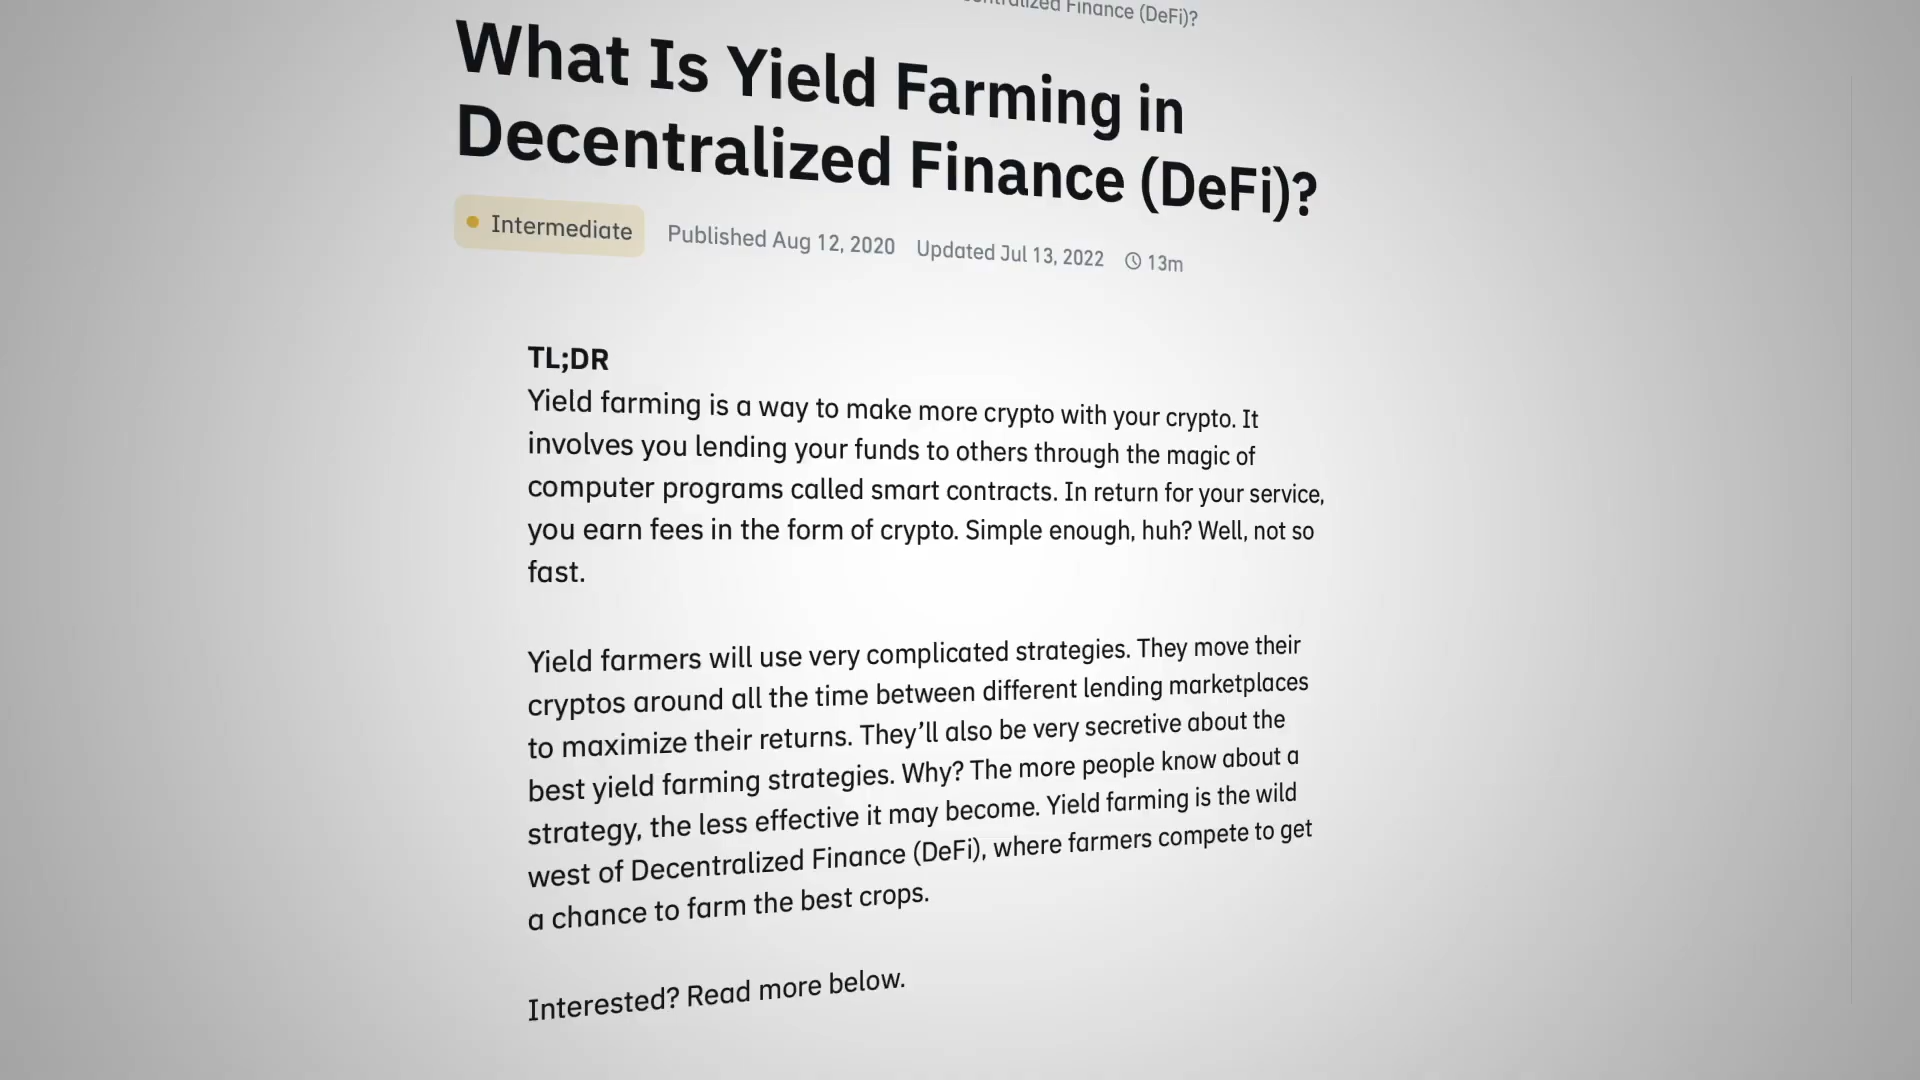 Finance (DeFi)?
What Is Yield Farming in
Decentralized Finance (DeFi)?
Intermediate Published Aug 12, 2020 Updated Jul 13, 2022 13m
TL;DR
Yield farming is a way to make more crypto with your crypto. It
involves you lending your funds to others through the magic of
computer programs called smart contracts. In return for your service,
you earn fees in the form of crypto. Simple enough, huh? Well, not so
fast.
Yield farmers will use very complicated strategies. They move their
cryptos around all the time between different lending marketplaces
to maximize their returns. They’ll also be very secretive about the
best yield farming strategies. Why? The more people know about a
strategy, the less effective it may become. Yield farming is the wild
west of Decentralized Finance (DeFi), where farmers compete to get
a chance to farm the best crops.
Interested? Read more below.